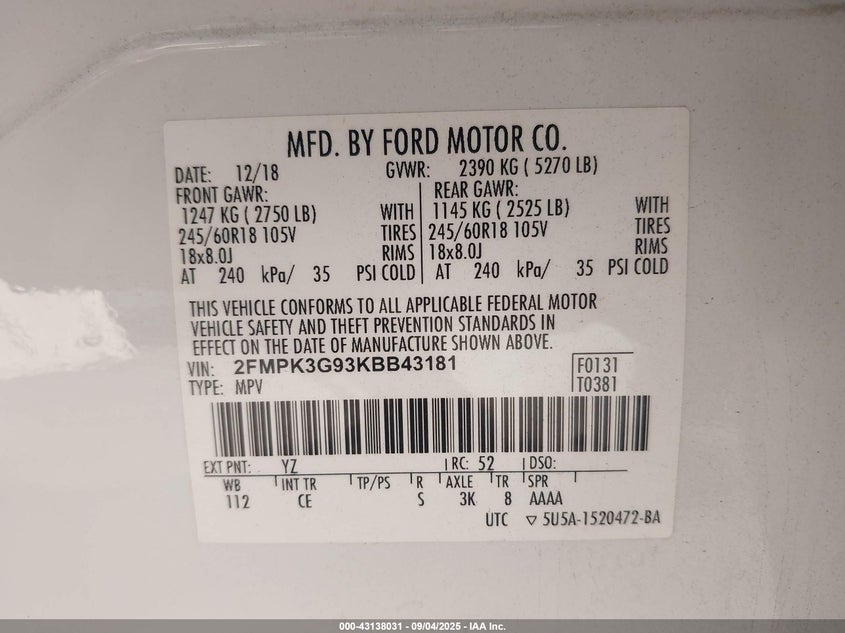 MFD. BY FORD MOTOR CO.
DATE: 12/18 GVWR: 2390 KG ( 5270 LB)
FRONT GAWR: REAR GAWR:
1247 KG ( 2750 LB) WITH 1145 KG ( 2525 LB) WITH
245/60R18 105V TIRES 245/60R18 105V TIRES
18x8.0J RIMS 18x8.0J RIMS
AT 240 kPa/ 35 PSI COLD AT 240 kPa/ 35 PSI COLD
THIS VEHICLE CONFORMS TO ALL APPLICABLE FEDERAL MOTOR
VEHICLE SAFETY AND THEFT PREVENTION STANDARDS IN
EFFECT ON THE DATE OF MANUFACTURE SHOWN ABOVE.
VIN: 2FMPK3G93KBB43181 F0131
TYPE: MPV T0381
EXT PNT: YZ RC: 52 DSO:
WB INT TR TP/PS R AXLE TR SPR
112 CE S 3K 8 AAAA
UTC ▽ 5U5A-1520472-BA
000-43138031 - 09/04/2025 - IAA Inc.